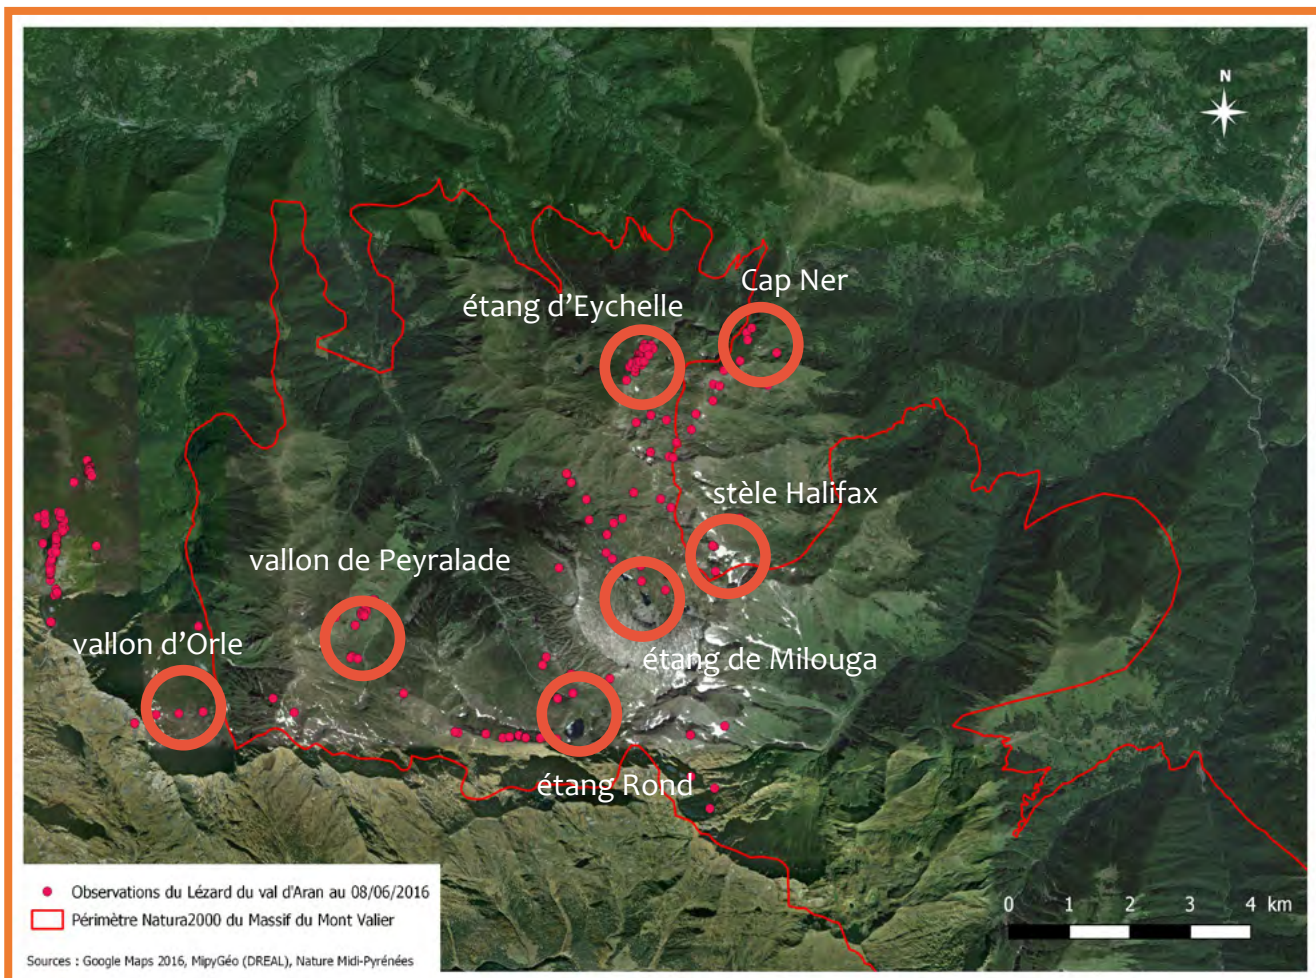 N
Cap Ner
étang d’Eychelle
stèle Halifax
vallon de Peyralade
vallon d’Orle
étang de Milouga
étang Rond
Observations du Lézard du val d'Aran au 08/06/2016
Périmètre Natura2000 du Massif du Mont Valier
Sources : Google Maps 2016, MipyGéo (DREAL), Nature Midi-Pyrénées
0 1 2 3 4 km